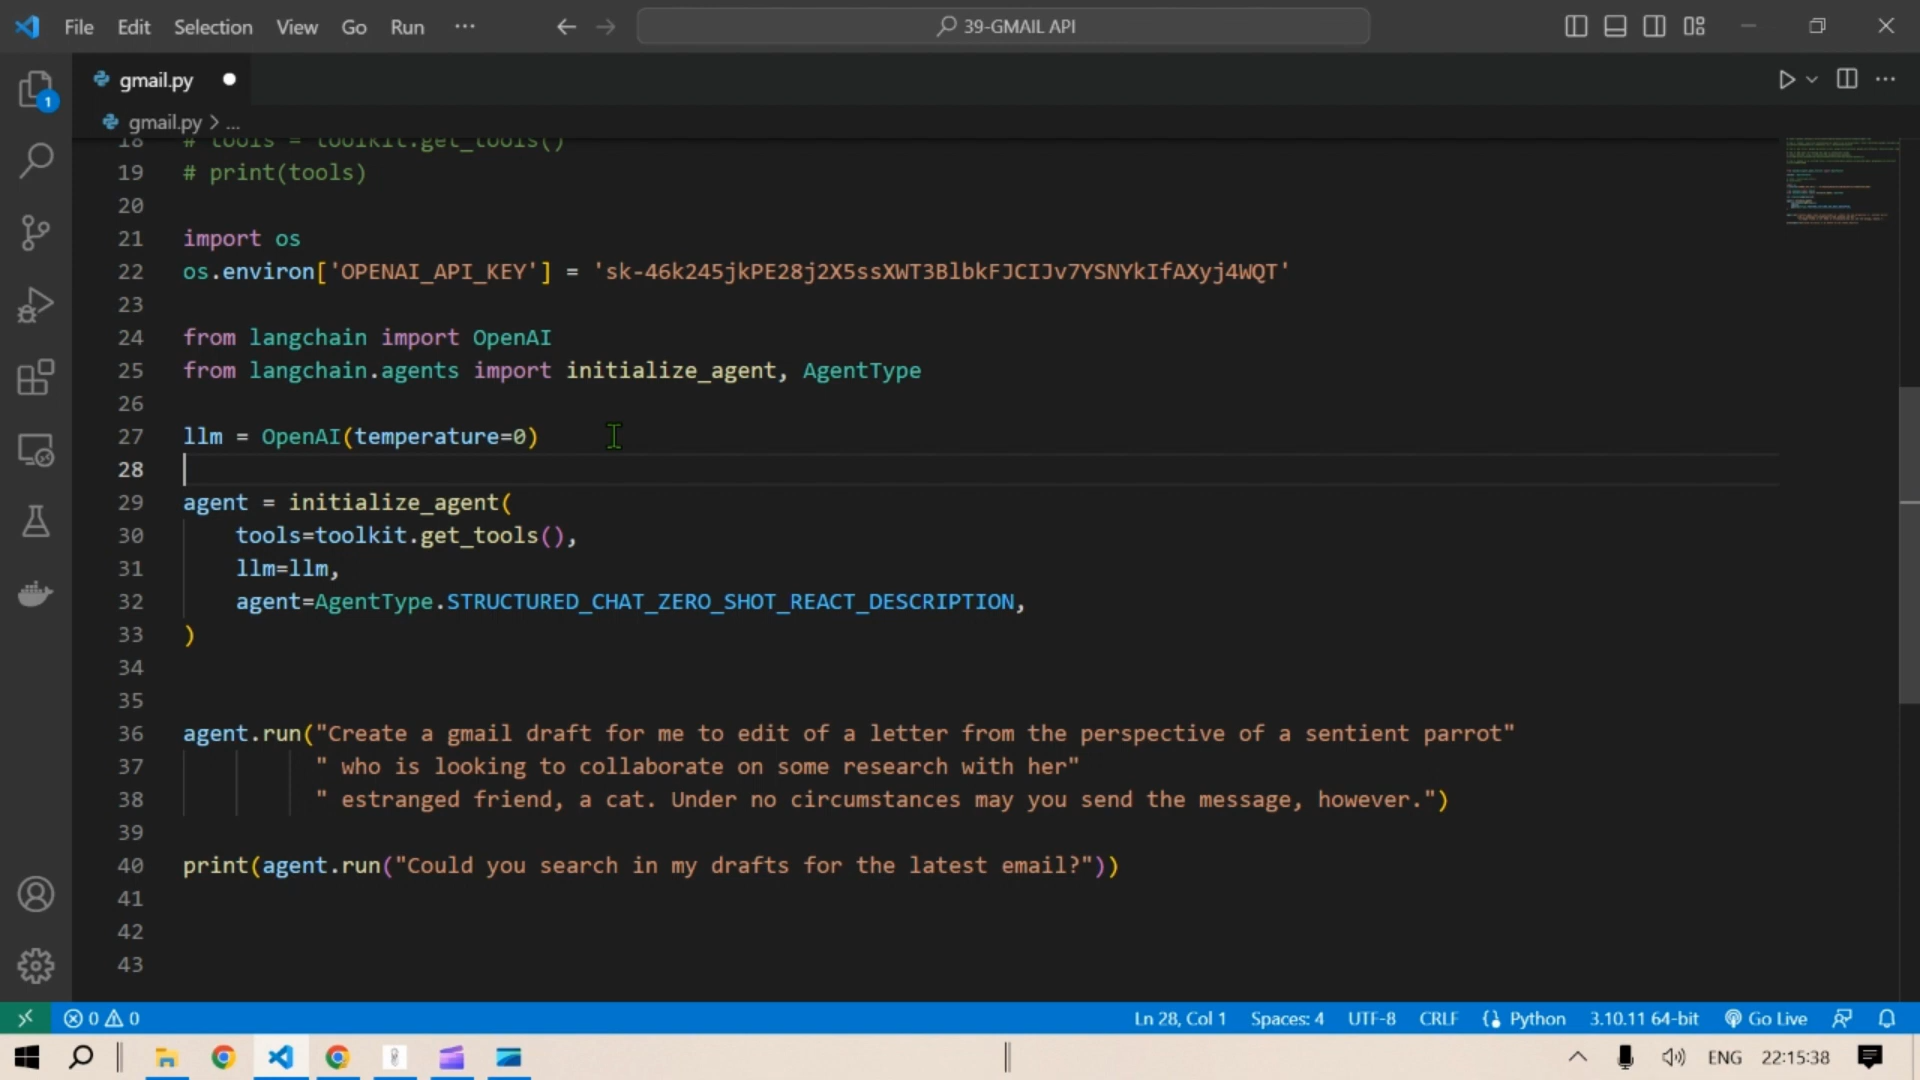 File Edit Selection View Go Run ··· 39-GMAIL API
1 gmail.py
gmail.py > ...
18 # tools = toolkit.get_tools()
19 # print(tools)
20
21 import os
22 os.environ['OPENAI_API_KEY'] = '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'
23
24 from langchain import OpenAI
25 from langchain.agents import initialize_agent, AgentType
26
27 llm = OpenAI(temperature=0)
28
29 agent = initialize_agent(
30 tools=toolkit.get_tools(),
31 llm=llm,
32 agent=AgentType.STRUCTURED_CHAT_ZERO_SHOT_REACT_DESCRIPTION,
33 )
34
35
36 agent.run("Create a gmail draft for me to edit of a letter from the perspective of a sentient parrot"
37 " who is looking to collaborate on some research with her"
38 " estranged friend, a cat. Under no circumstances may you send the message, however.")
39
40 print(agent.run("Could you search in my drafts for the latest email?"))
41
42
43
0 0 Ln 28, Col 1 Spaces: 4 UTF-8 CRLF Python 3.10.11 64-bit Go Live
ENG 22:15:38